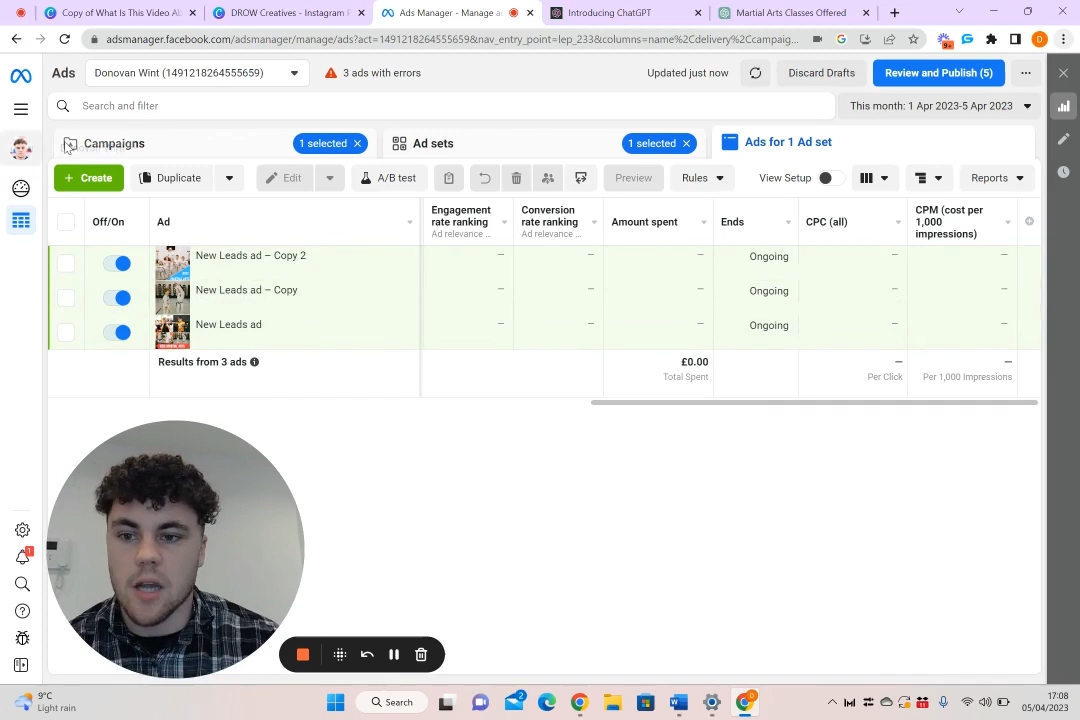 Copy of What Is This Video Ab
DROW Creatives - Instagram P
Ads Manager - Manage a
Introducing ChatGPT
Martial Arts Classes Offered
adsmanager.facebook.com/adsmanager/manage/ads?act=1491218264555659&nav_entry_point=lep_233&columns=name%2Cdelivery%2Ccampaig...
9+
D
Ads
Donovan Wint (1491218264555659)
3 ads with errors
Updated just now
Discard Drafts
Review and Publish (5)
Search and filter
This month: 1 Apr 2023-5 Apr 2023
Campaigns
1 selected
Ad sets
1 selected
Ads for 1 Ad set
+ Create
Duplicate
Edit
A/B test
Preview
Rules
View Setup
Reports
Off/On
Ad
Engagement rate ranking
Ad relevance ...
Conversion rate ranking
Ad relevance ...
Amount spent
Ends
CPC (all)
CPM (cost per 1,000 impressions)
New Leads ad – Copy 2
— — — Ongoing — —
New Leads ad – Copy
— — — Ongoing — —
New Leads ad
— — — Ongoing — —
Results from 3 ads
£0.00
Total Spent
—
Per Click
—
Per 1,000 Impressions
1
9°C
Light rain
Search
2
0
17:08
05/04/2023